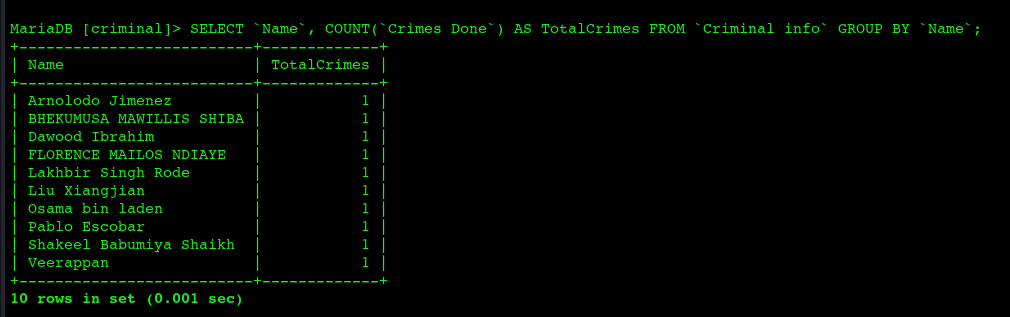 MariaDB [criminal]> SELECT `Name`, COUNT(`Crimes Done`) AS TotalCrimes FROM `Criminal info` GROUP BY `Name`;
+--------------------------+-------------+
| Name                     | TotalCrimes |
+--------------------------+-------------+
| Arnolodo Jimenez         |           1 |
| BHEKUMUSA MAWILLIS SHIBA |           1 |
| Dawood Ibrahim           |           1 |
| FLORENCE MAILOS NDIAYE   |           1 |
| Lakhbir Singh Rode       |           1 |
| Liu Xiangjian            |           1 |
| Osama bin laden          |           1 |
| Pablo Escobar            |           1 |
| Shakeel Babumiya Shaikh  |           1 |
| Veerappan                |           1 |
+--------------------------+-------------+
10 rows in set (0.001 sec)